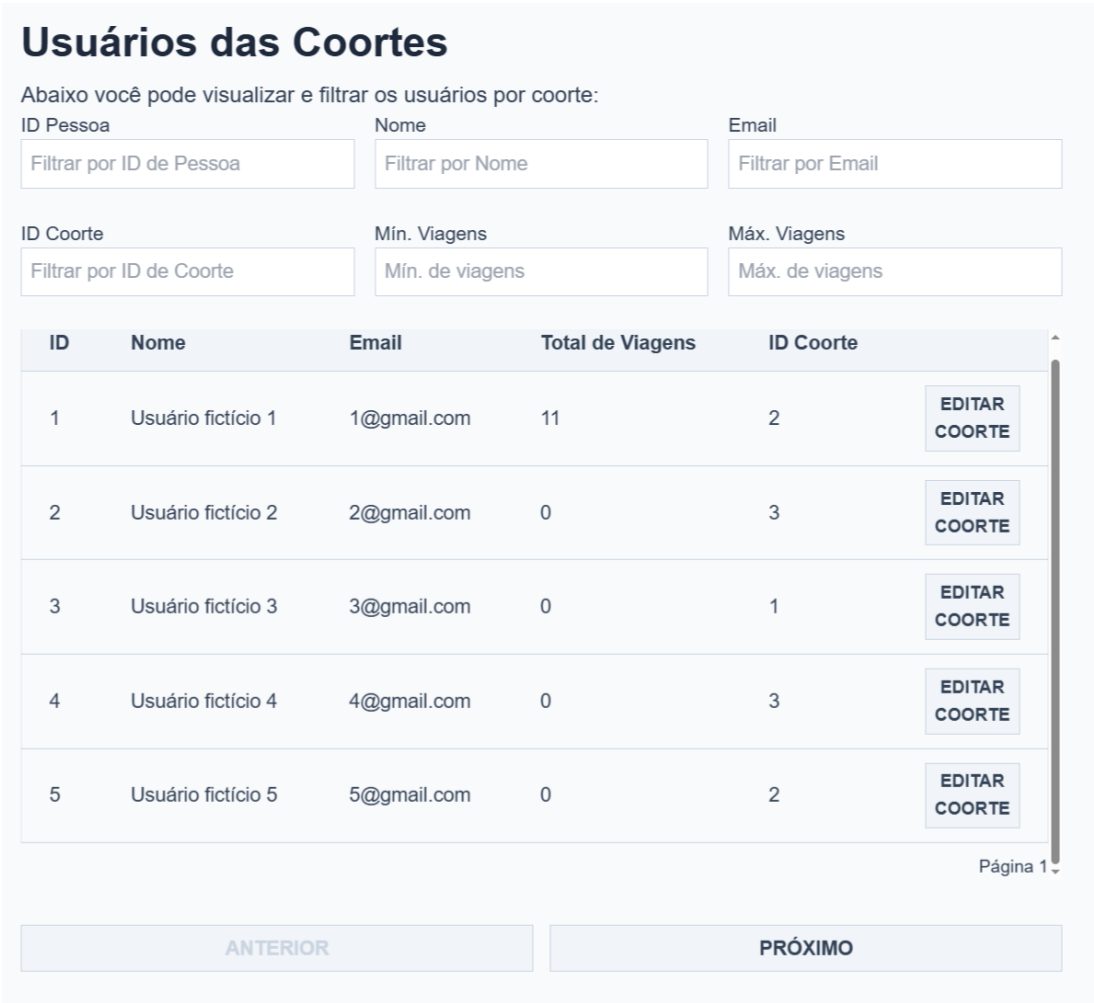 Usuários das Coortes
Abaixo você pode visualizar e filtrar os usuários por coorte:
ID Pessoa Nome Email
Filtrar por ID de Pessoa Filtrar por Nome Filtrar por Email
ID Coorte Mín. Viagens Máx. Viagens
Filtrar por ID de Coorte Mín. de viagens Máx. de viagens
ID Nome Email Total de Viagens ID Coorte
1 Usuário fictício 1 1@gmail.com 11 2 EDITAR COORTE
2 Usuário fictício 2 2@gmail.com 0 3 EDITAR COORTE
3 Usuário fictício 3 3@gmail.com 0 1 EDITAR COORTE
4 Usuário fictício 4 4@gmail.com 0 3 EDITAR COORTE
5 Usuário fictício 5 5@gmail.com 0 2 EDITAR COORTE
Página 1
ANTERIOR PRÓXIMO